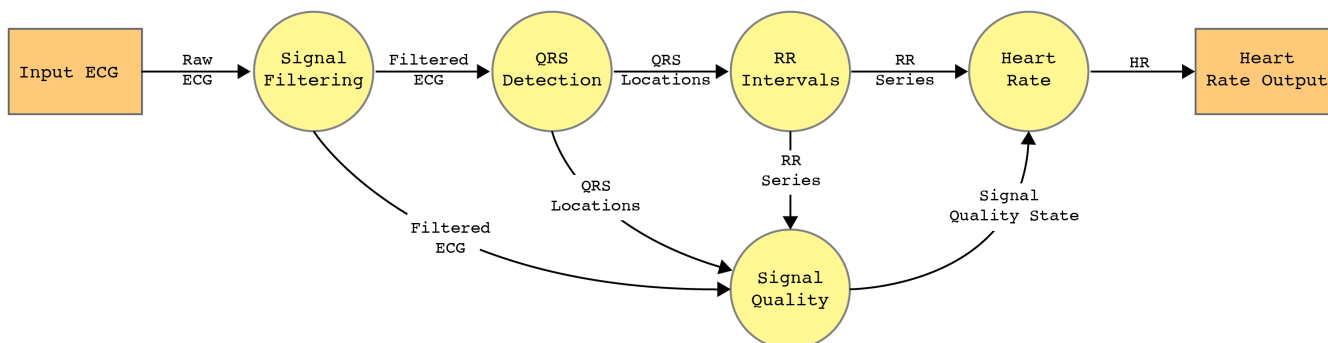 Input ECG
Raw
ECG
Signal
Filtering
Filtered
ECG
QRS
Detection
QRS
Locations
RR
Intervals
RR
Series
Heart
Rate
HR
Heart
Rate Output
Filtered
ECG
QRS
Locations
RR
Series
Signal
Quality State
Signal
Quality